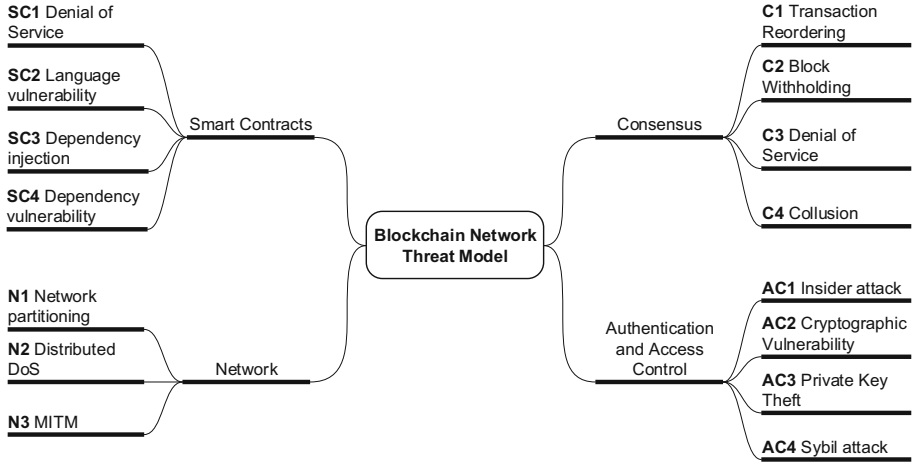 SC1 Denial of
Service
SC2 Language
vulnerability
SC3 Dependency
injection
SC4 Dependency
vulnerability
Smart Contracts
N1 Network
partitioning
N2 Distributed
DoS
N3 MITM
Network
Blockchain Network
Threat Model
Consensus
C1 Transaction
Reordering
C2 Block
Withholding
C3 Denial of
Service
C4 Collusion
Authentication
and Access
Control
AC1 Insider attack
AC2 Cryptographic
Vulnerability
AC3 Private Key
Theft
AC4 Sybil attack